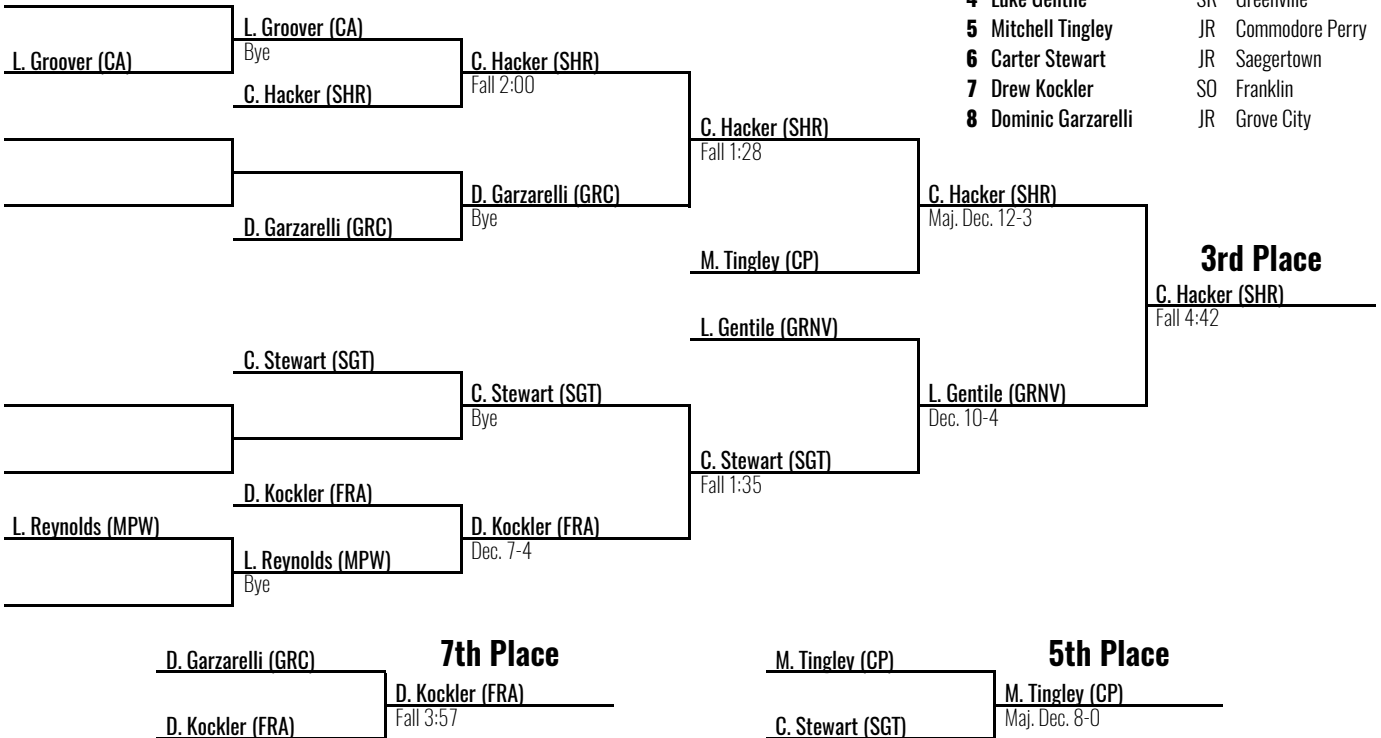 4 Luke Gentile SR Greenville
5 Mitchell Tingley JR Commodore Perry
6 Carter Stewart JR Saegertown
7 Drew Kockler SO Franklin
8 Dominic Garzarelli JR Grove City
L. Groover (CA)
Bye
L. Groover (CA)
C. Hacker (SHR)
Fall 2:00
C. Hacker (SHR)
C. Hacker (SHR)
Fall 1:28
D. Garzarelli (GRC)
Bye
D. Garzarelli (GRC)
C. Hacker (SHR)
Maj. Dec. 12-3
M. Tingley (CP)
3rd Place
C. Hacker (SHR)
Fall 4:42
L. Gentile (GRNV)
C. Stewart (SGT)
C. Stewart (SGT)
Bye
L. Gentile (GRNV)
Dec. 10-4
C. Stewart (SGT)
Fall 1:35
D. Kockler (FRA)
L. Reynolds (MPW)
D. Kockler (FRA)
Dec. 7-4
L. Reynolds (MPW)
Bye
7th Place
D. Garzarelli (GRC)
D. Kockler (FRA)
Fall 3:57
D. Kockler (FRA)
5th Place
M. Tingley (CP)
M. Tingley (CP)
Maj. Dec. 8-0
C. Stewart (SGT)